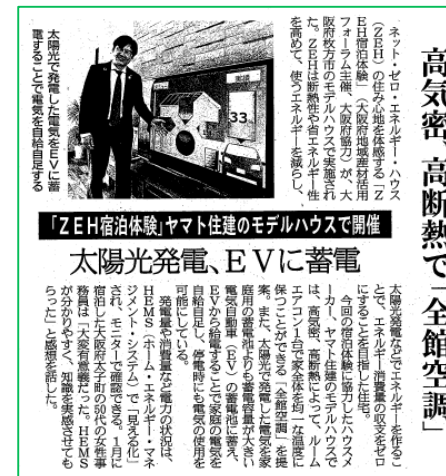 高気密、高断熱で「全館空調」
「ZEH宿泊体験」ヤマト住建のモデルハウスで開催
太陽光発電、EVに蓄電
ネット・ゼロ・エネルギー・ハウス
（ZEH）の住み心地を体感する「Z
EH宿泊体験」（大阪府地域産材活用
フォーラム主催、大阪府協力）が、大
阪府枚方市のモデルハウスで実施され
た。ZEHは断熱性や省エネルギー性
を高めて、使うエネルギーを減らし、
33
太陽光で発電した電気をEVに蓄
電することで電気を自給自足する
太陽光発電などでエネルギーを作るこ
とで、エネルギー消費量の収支をゼロ
にすることを目指した住宅。
今回の宿泊体験に協力したハウスメ
ーカー、ヤマト住建のモデルハウスで
は、高気密、高断熱によって、ルーム
エアコン1台で家全体を均一な温度に
保つことができる「全館空調」を提
案。また、太陽光で発電した電気を家
庭用の蓄電池よりも蓄電容量が大きい
電気自動車（EV）の蓄電池に蓄え、
EVから給電することで家庭の電気を
自給自足し、停電時にも電気の使用を
可能にしている。
発電量や消費量など電力の状況は、
HEMS（ホーム・エネルギー・マネ
ジメント・システム）で「見える化」
され、モニターで確認できる。1月に
宿泊した大阪府太子町の50代の女性事
務員は「大変有意義だった。HEMS
が分かりやすく、知識を実感させても
らった」と感想を話した。